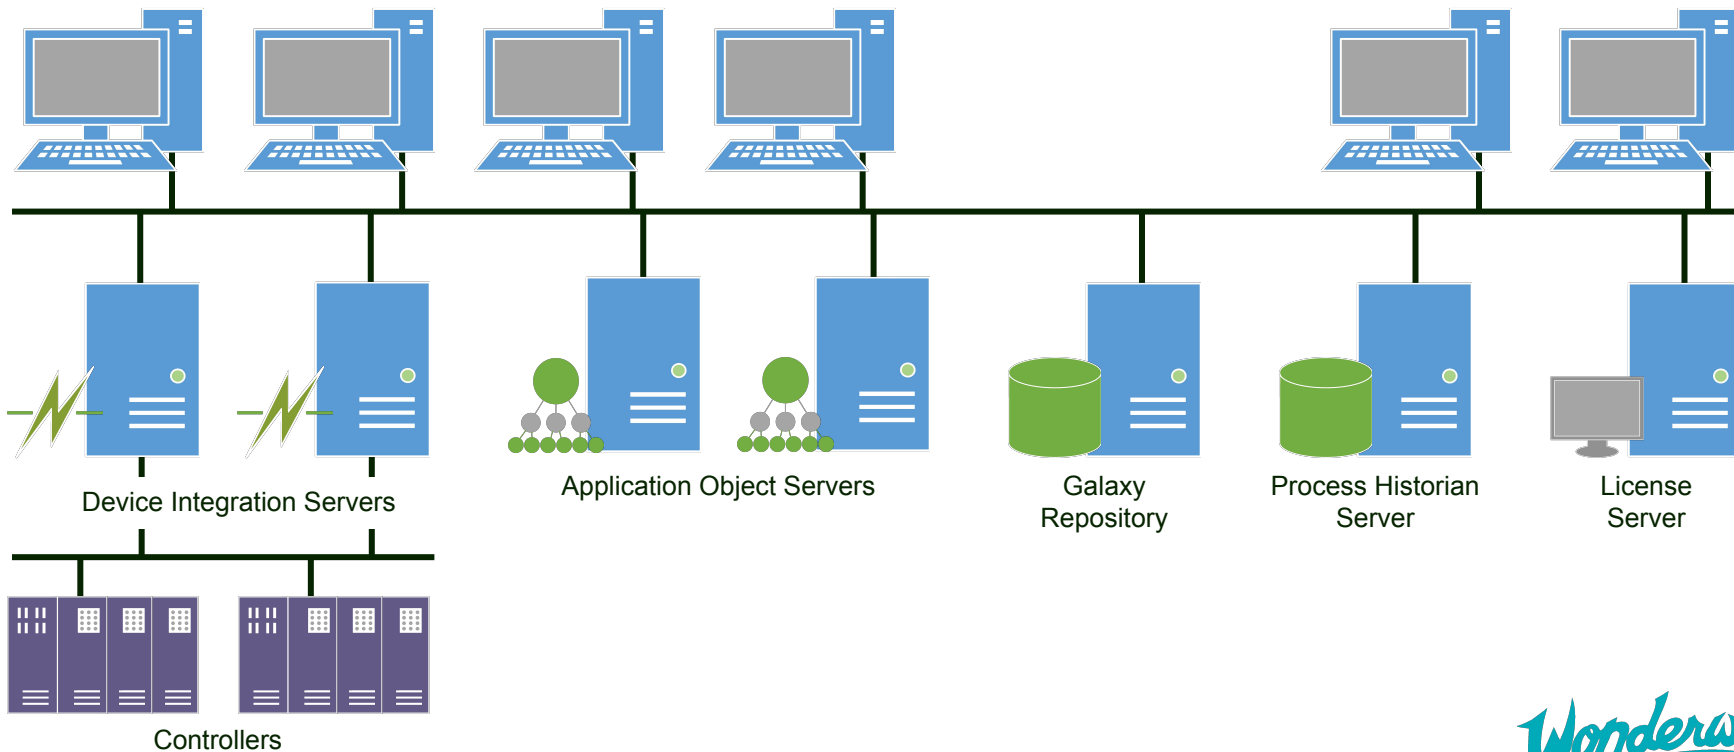 Device Integration Servers
Application Object Servers
Galaxy
Repository
Process Historian
Server
License
Server
Controllers